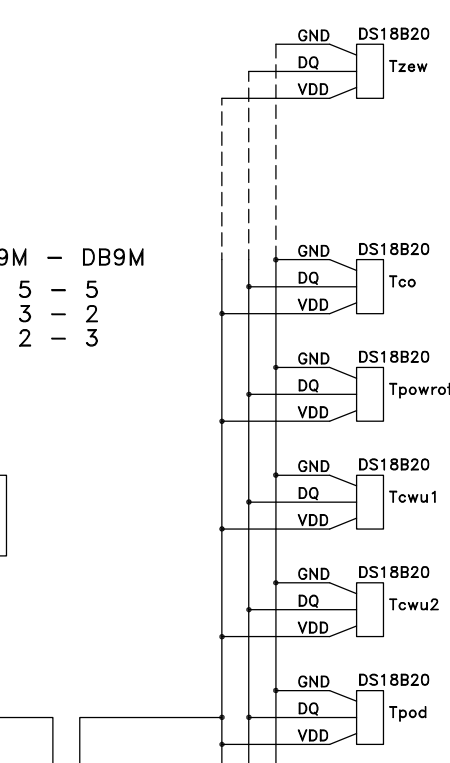 GND DS18B20
DQ Tzew
VDD
9M - DB9M
5 - 5
3 - 2
2 - 3
GND DS18B20
DQ Tco
VDD
GND DS18B20
DQ
VDD
GND DS18B20
DQ Tcwu1
VDD
GND DS18B20
DQ Tcwu2
VDD
GND DS18B20
DQ Tpod
VDD